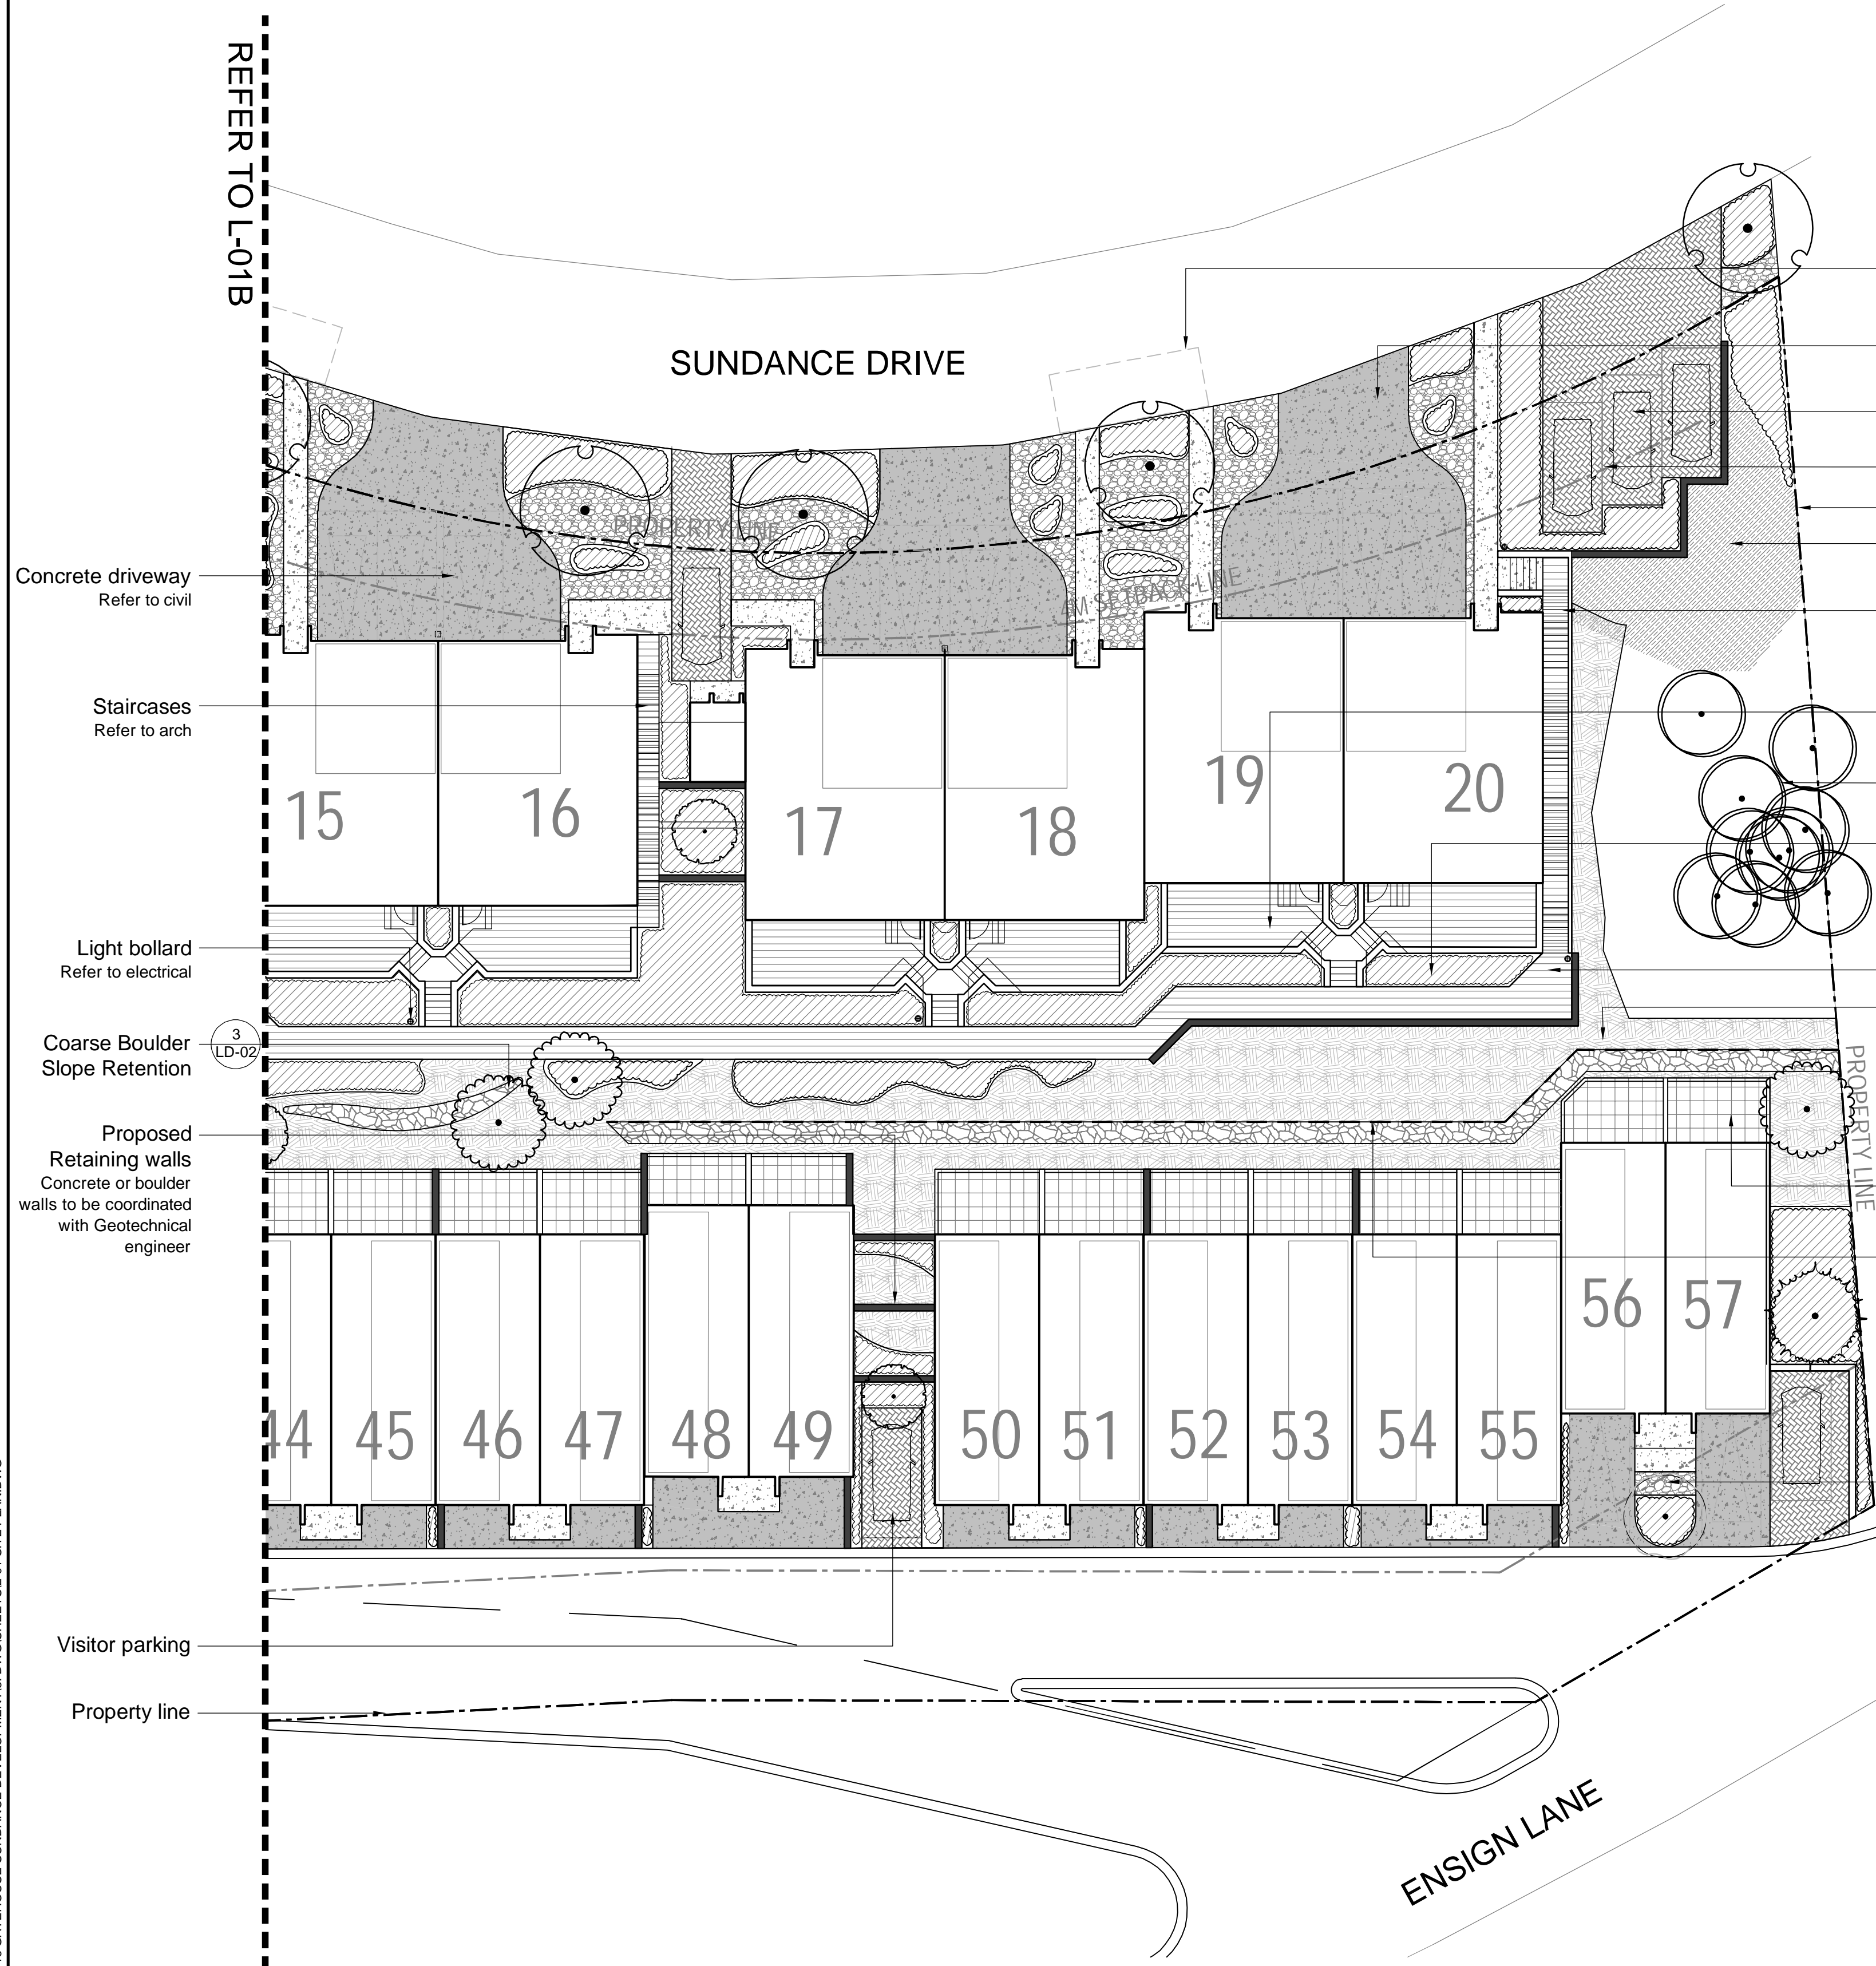 REFER TO L-01B
SUNDANCE DRIVE
PROPERTY LINE
4M SETBACK LINE
Concrete driveway
Refer to civil
Staircases
Refer to arch
15
16
17
18
19
20
Light bollard
Refer to electrical
3
LD-02
Coarse Boulder
Slope Retention
PROPERTY LINE
Proposed
Retaining walls
Concrete or boulder
walls to be coordinated
with Geotechnical
engineer
44
45
46
47
48
49
50
51
52
53
54
55
56
57
Visitor parking
Property line
ENSIGN LANE